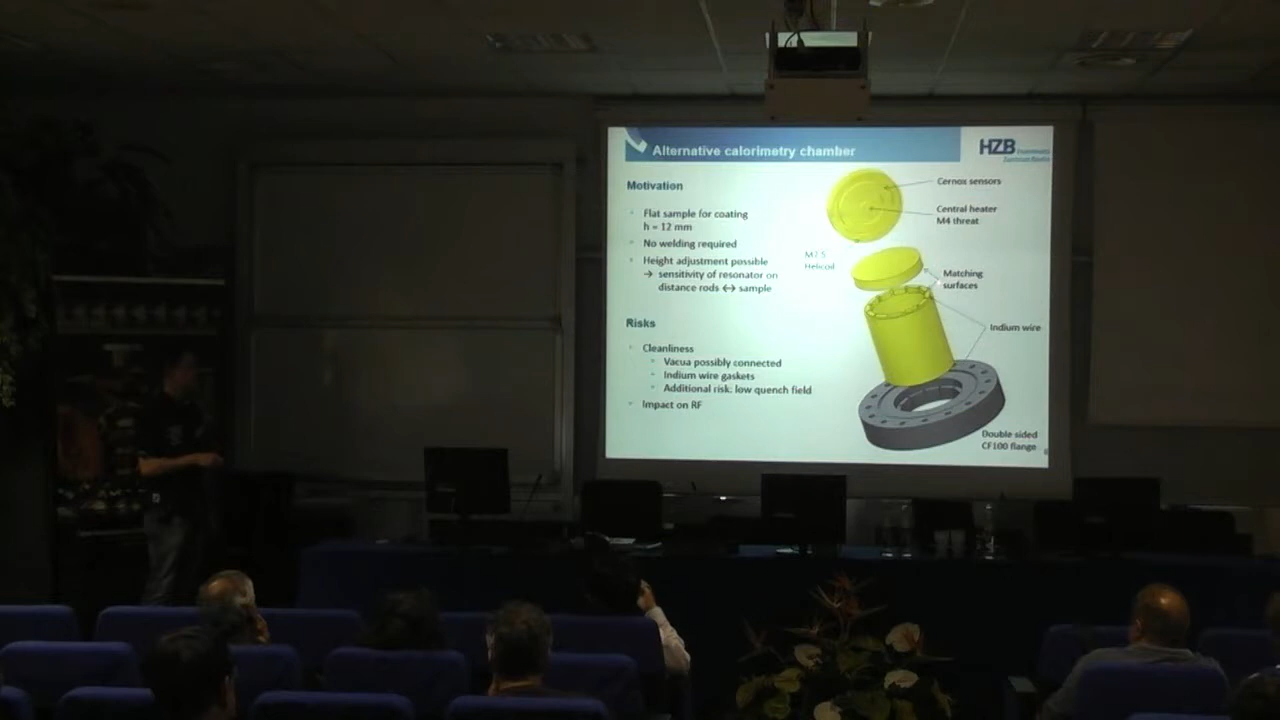 Alternative calorimetry chamber
HZB
Motivation
Flat sample for coating
h = 12 mm
No welding required
Height adjustment possible
→ sensitivity of resonator on
distance rods ↔ sample
Risks
Cleanliness
Vacua possibly connected
Indium wire gaskets
Additional risk: low quench field
Impact on RF
Cernox sensors
Central heater
M4 threat
Helicoil
Matching
surfaces
Indium wire
Double sided
CF100 flange